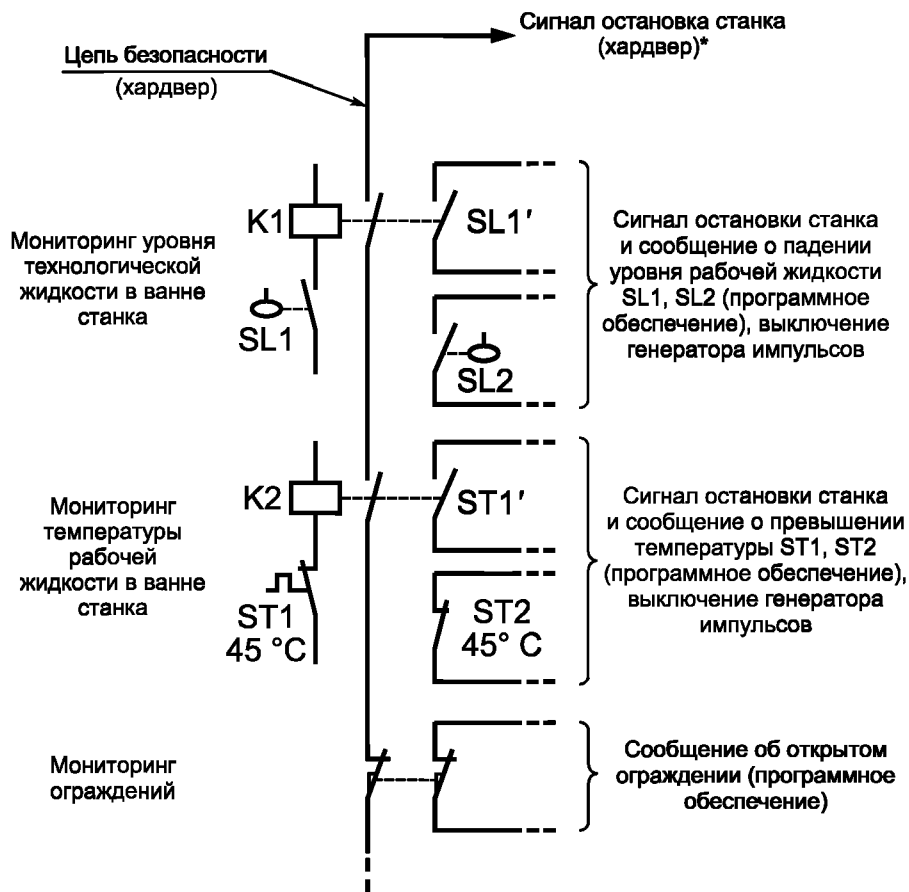 Сигнал остановка станка
(хардвер)*
Цепь безопасности
(хардвер)
K1
SL1′
SL1
SL2
Мониторинг уровня
технологической
жидкости в ванне
станка
Сигнал остановки станка
и сообщение о падении
уровня рабочей жидкости
SL1, SL2 (программное
обеспечение), выключение
генератора импульсов
K2
ST1′
ST1
45 °C
ST2
45° C
Мониторинг
температуры
рабочей
жидкости в ванне
станка
Сигнал остановки станка
и сообщение о превышении
температуры ST1, ST2
(программное обеспечение),
выключение генератора
импульсов
Мониторинг
ограждений
Сообщение об открытом
ограждении (программное
обеспечение)